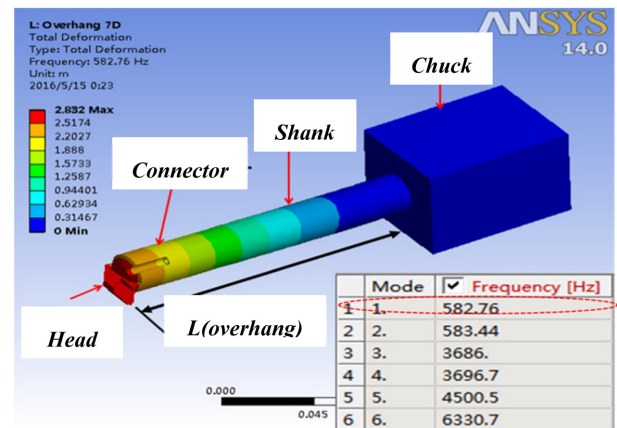 L: Overhang 7D
Total Deformation
Type: Total Deformation
Frequency: 582.76 Hz
Unit: m
2016/5/15 0:23
ANSYS
14.0
2.832 Max
2.5174
2.2027
1.888
1.5733
1.2587
0.94401
0.62934
0.31467
0 Min
Chuck
Shank
Connector
Head
L(overhang)
0.000
0.045
Mode Frequency [Hz]
1 1. 582.76
2 2. 583.44
3 3. 3686.
4 4. 3696.7
5 5. 4500.5
6 6. 6330.7